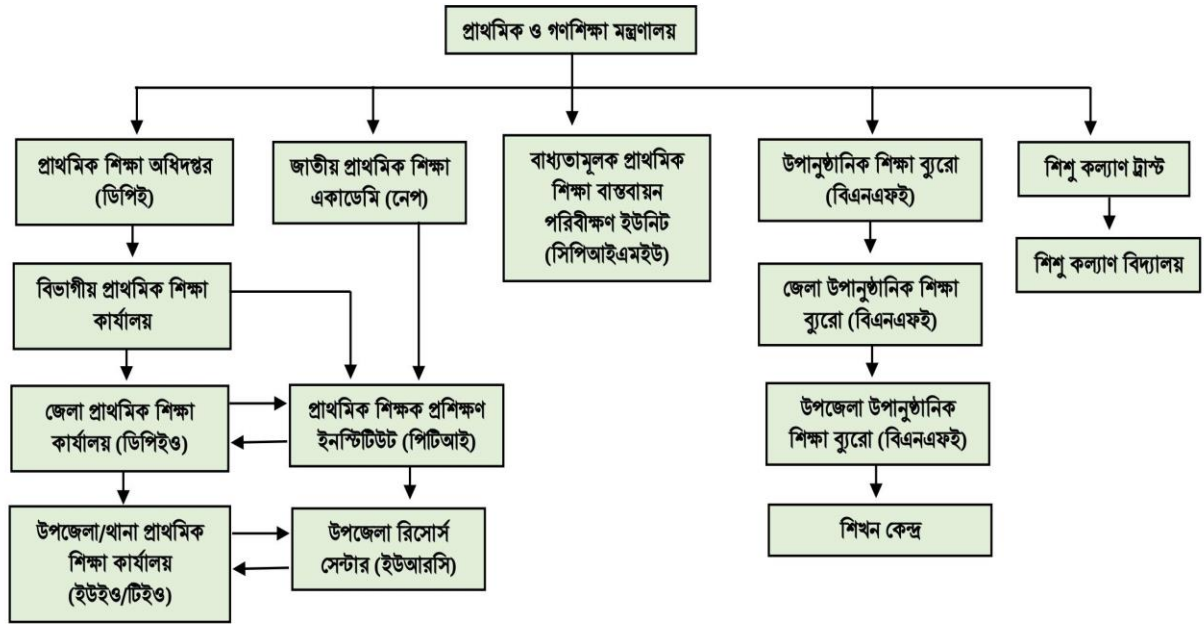 প্রাথমিক ও গণশিক্ষা মন্ত্রণালয়
প্রাথমিক শিক্ষা অধিদপ্তর
(ডিপিই)
জাতীয় প্রাথমিক শিক্ষা
একাডেমি (নেপ)
বাধ্যতামূলক প্রাথমিক
শিক্ষা বাস্তবায়ন
পরিবীক্ষণ ইউনিট
(সিপিআইএমইউ)
উপানুষ্ঠানিক শিক্ষা ব্যুরো
(বিএনএফই)
শিশু কল্যাণ ট্রাস্ট
শিশু কল্যাণ বিদ্যালয়
বিভাগীয় প্রাথমিক শিক্ষা
কার্যালয়
জেলা উপানুষ্ঠানিক শিক্ষা
ব্যুরো (বিএনএফই)
জেলা প্রাথমিক শিক্ষা
কার্যালয় (ডিপিইও)
প্রাথমিক শিক্ষক প্রশিক্ষণ
ইনস্টিটিউট (পিটিআই)
উপজেলা উপানুষ্ঠানিক
শিক্ষা ব্যুরো (বিএনএফই)
উপজেলা/থানা প্রাথমিক
শিক্ষা কার্যালয়
(ইউইও/টিইও)
উপজেলা রিসোর্স
সেন্টার (ইউআরসি)
শিখন কেন্দ্র